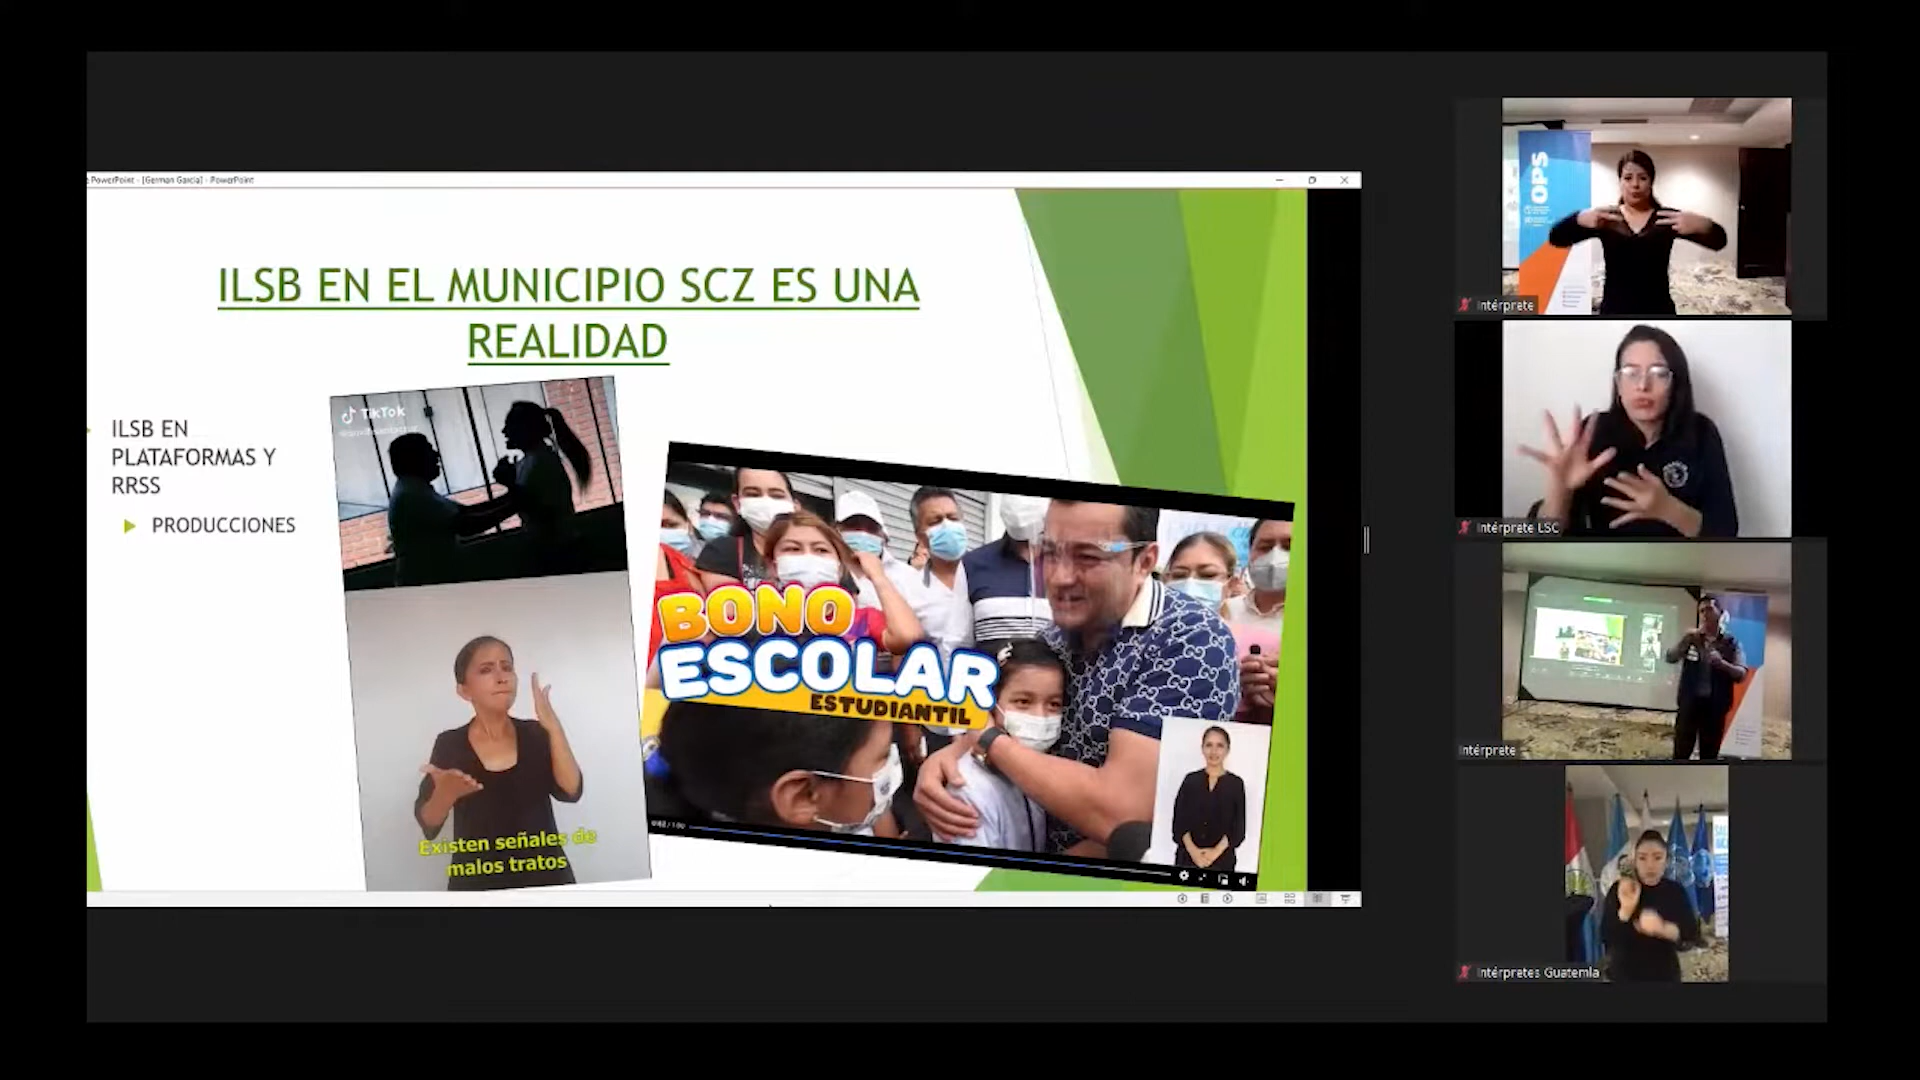 PowerPoint - [German Garcia] - PowerPoint
ILSB EN EL MUNICIPIO SCZ ES UNA
REALIDAD
ILSB EN
PLATAFORMAS Y
RRSS
PRODUCCIONES
TikTok
Existen señales de
malos tratos
BONO
ESCOLAR
ESTUDIANTIL
OPS
Intérprete
Intérprete LSC
Intérprete
Intérpretes Guatemla